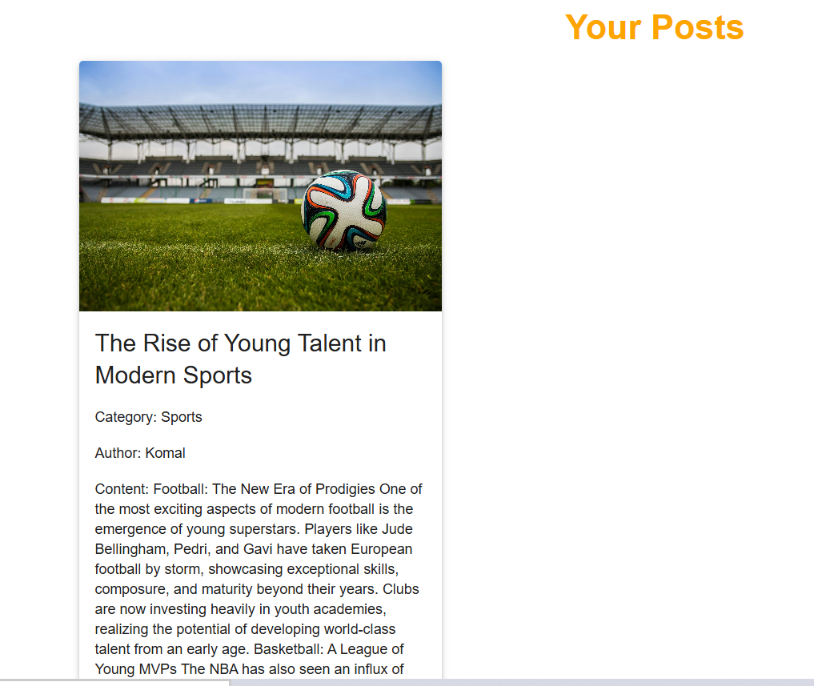 Your Posts
The Rise of Young Talent in
Modern Sports
Category: Sports
Author: Komal
Content: Football: The New Era of Prodigies One of
the most exciting aspects of modern football is the
emergence of young superstars. Players like Jude
Bellingham, Pedri, and Gavi have taken European
football by storm, showcasing exceptional skills,
composure, and maturity beyond their years. Clubs
are now investing heavily in youth academies,
realizing the potential of developing world-class
talent from an early age. Basketball: A League of
Young MVPs The NBA has also seen an influx of